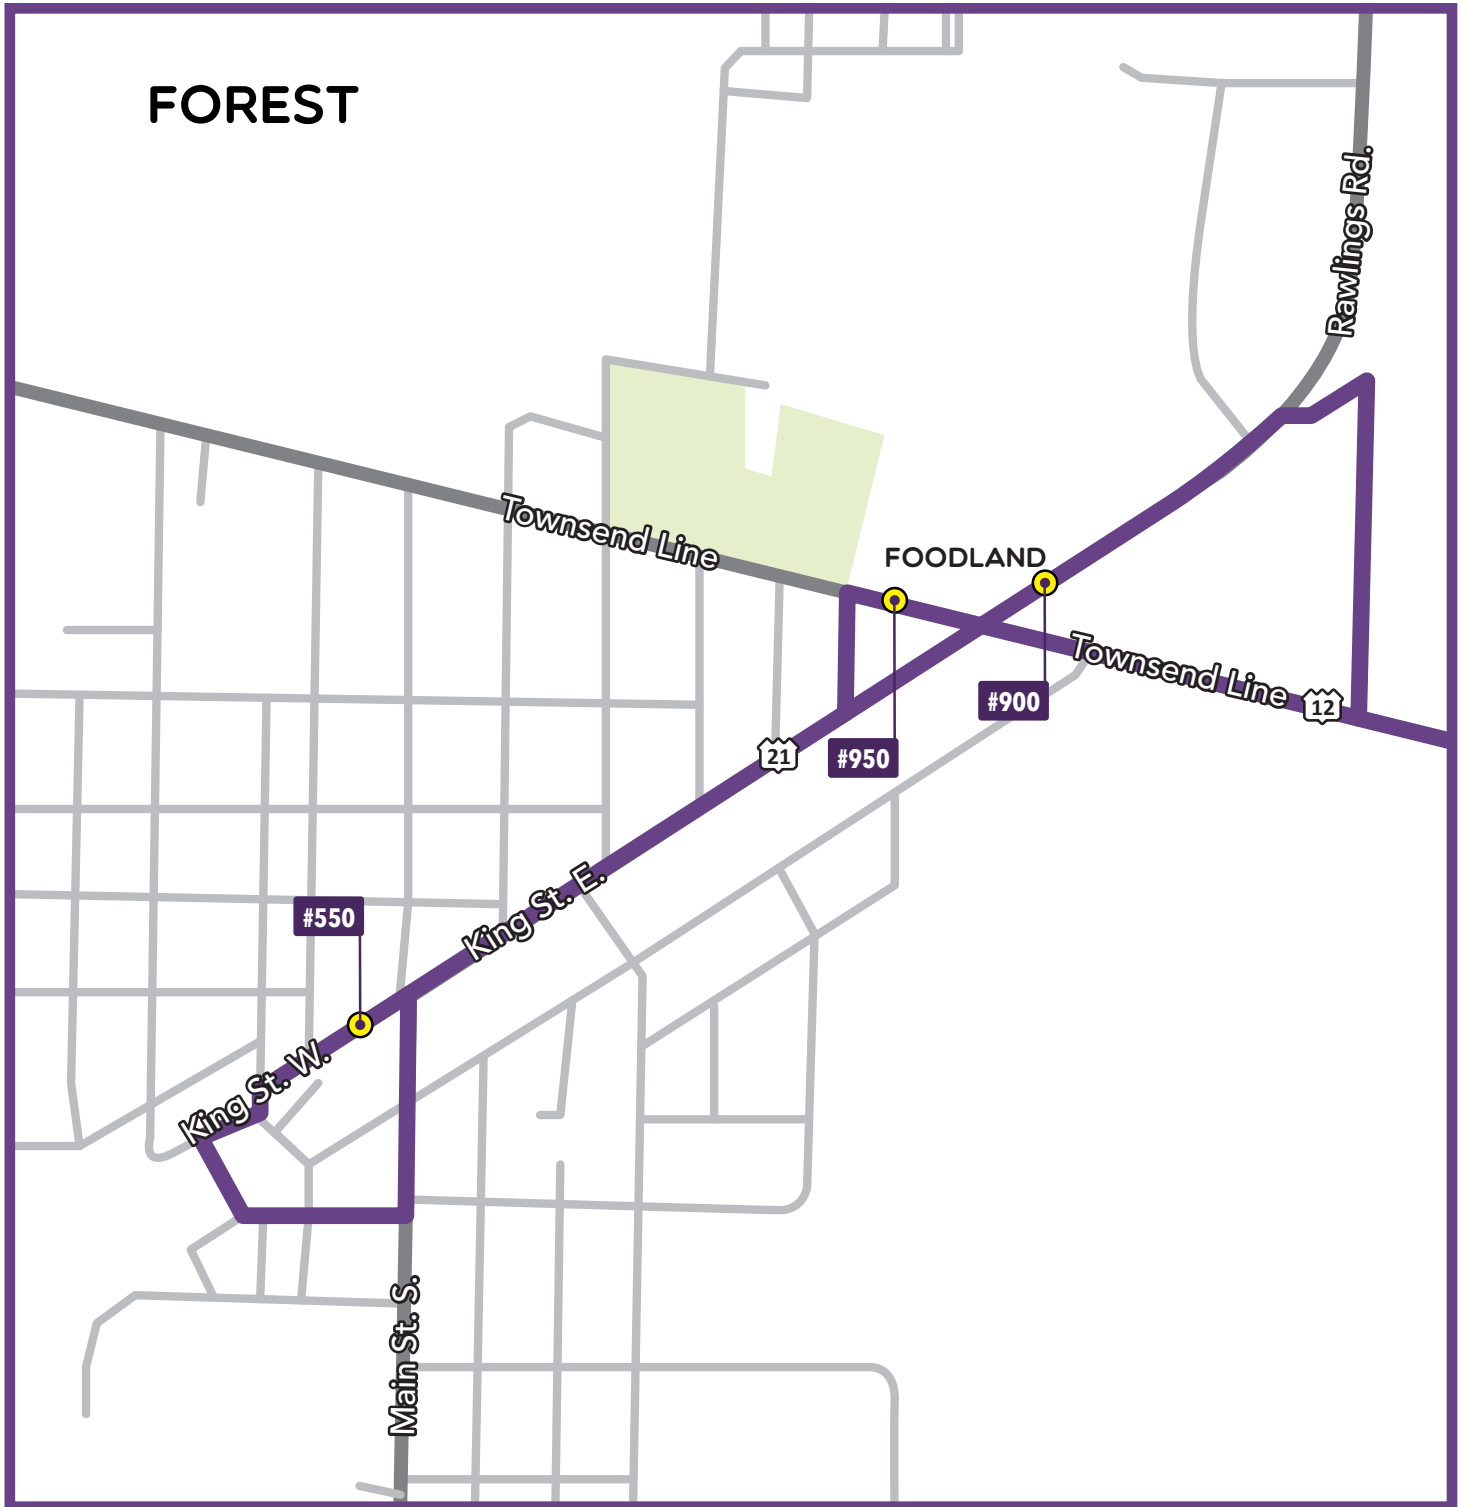 FOREST
Rawlings Rd.
Townsend Line
FOODLAND
Townsend Line
12
#900
#950
21
King St. E.
#550
King St. W.
Main St. S.